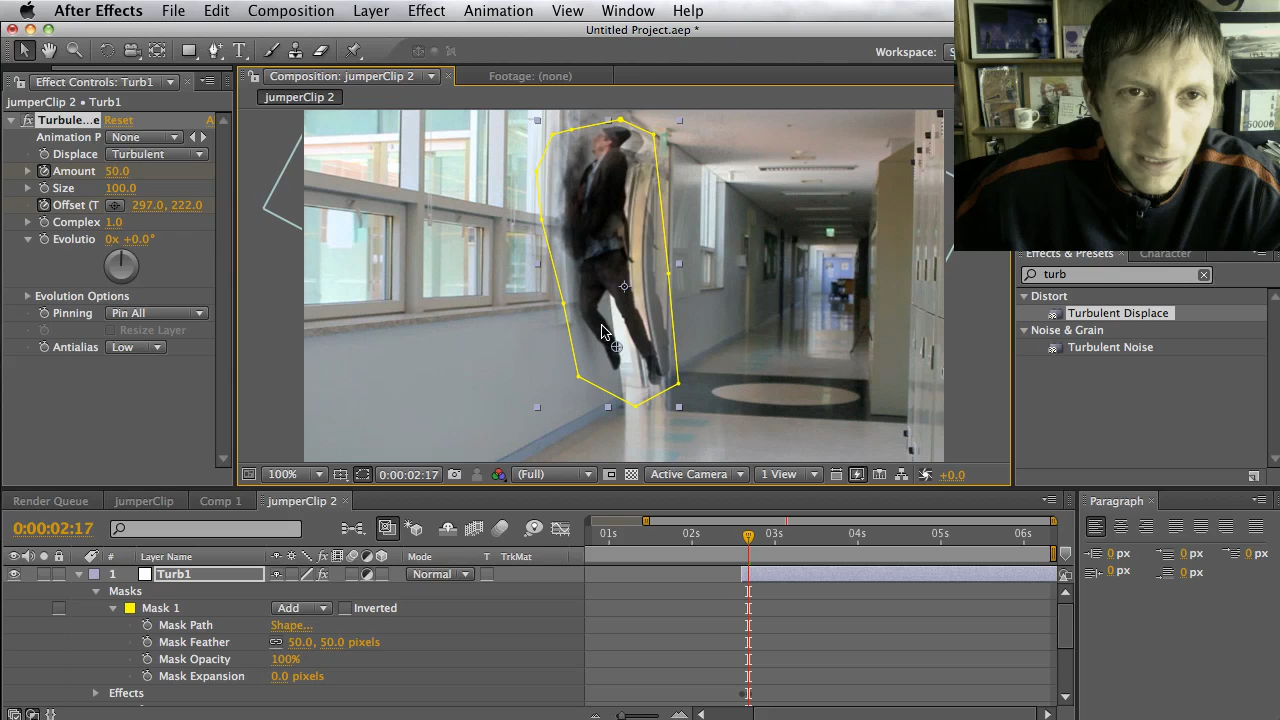 After Effects File Edit Composition Layer Effect Animation View Window Help
Untitled Project.aep *
Workspace: S
Effect Controls: Turb1
Composition: jumperClip 2
Footage: (none)
jumperClip 2 • Turb1
jumperClip 2
Turbule...e Reset A
Animation P None
Displace Turbulent
Amount 50.0
Size 100.0
Offset (T 297.0, 222.0
Complex 1.0
Evolutio 0x +0.0°
Evolution Options
Pinning Pin All
Resize Layer
Antialias Low
50000
Effects & Presets Character
turb
Distort
Turbulent Displace
Noise & Grain
Turbulent Noise
100% 0:00:02:17 (Full) Active Camera 1 View +0.0
Render Queue jumperClip Comp 1 jumperClip 2
Paragraph
0:00:02:17
01s 02s 03s 04s 05s 06s
# Layer Name Mode T TrkMat
1 Turb1 Normal
Masks
Mask 1 Add Inverted
Mask Path Shape...
Mask Feather 50.0, 50.0 pixels
Mask Opacity 100%
Mask Expansion 0.0 pixels
Effects
0 px 0 px 0 px
0 px 0 px